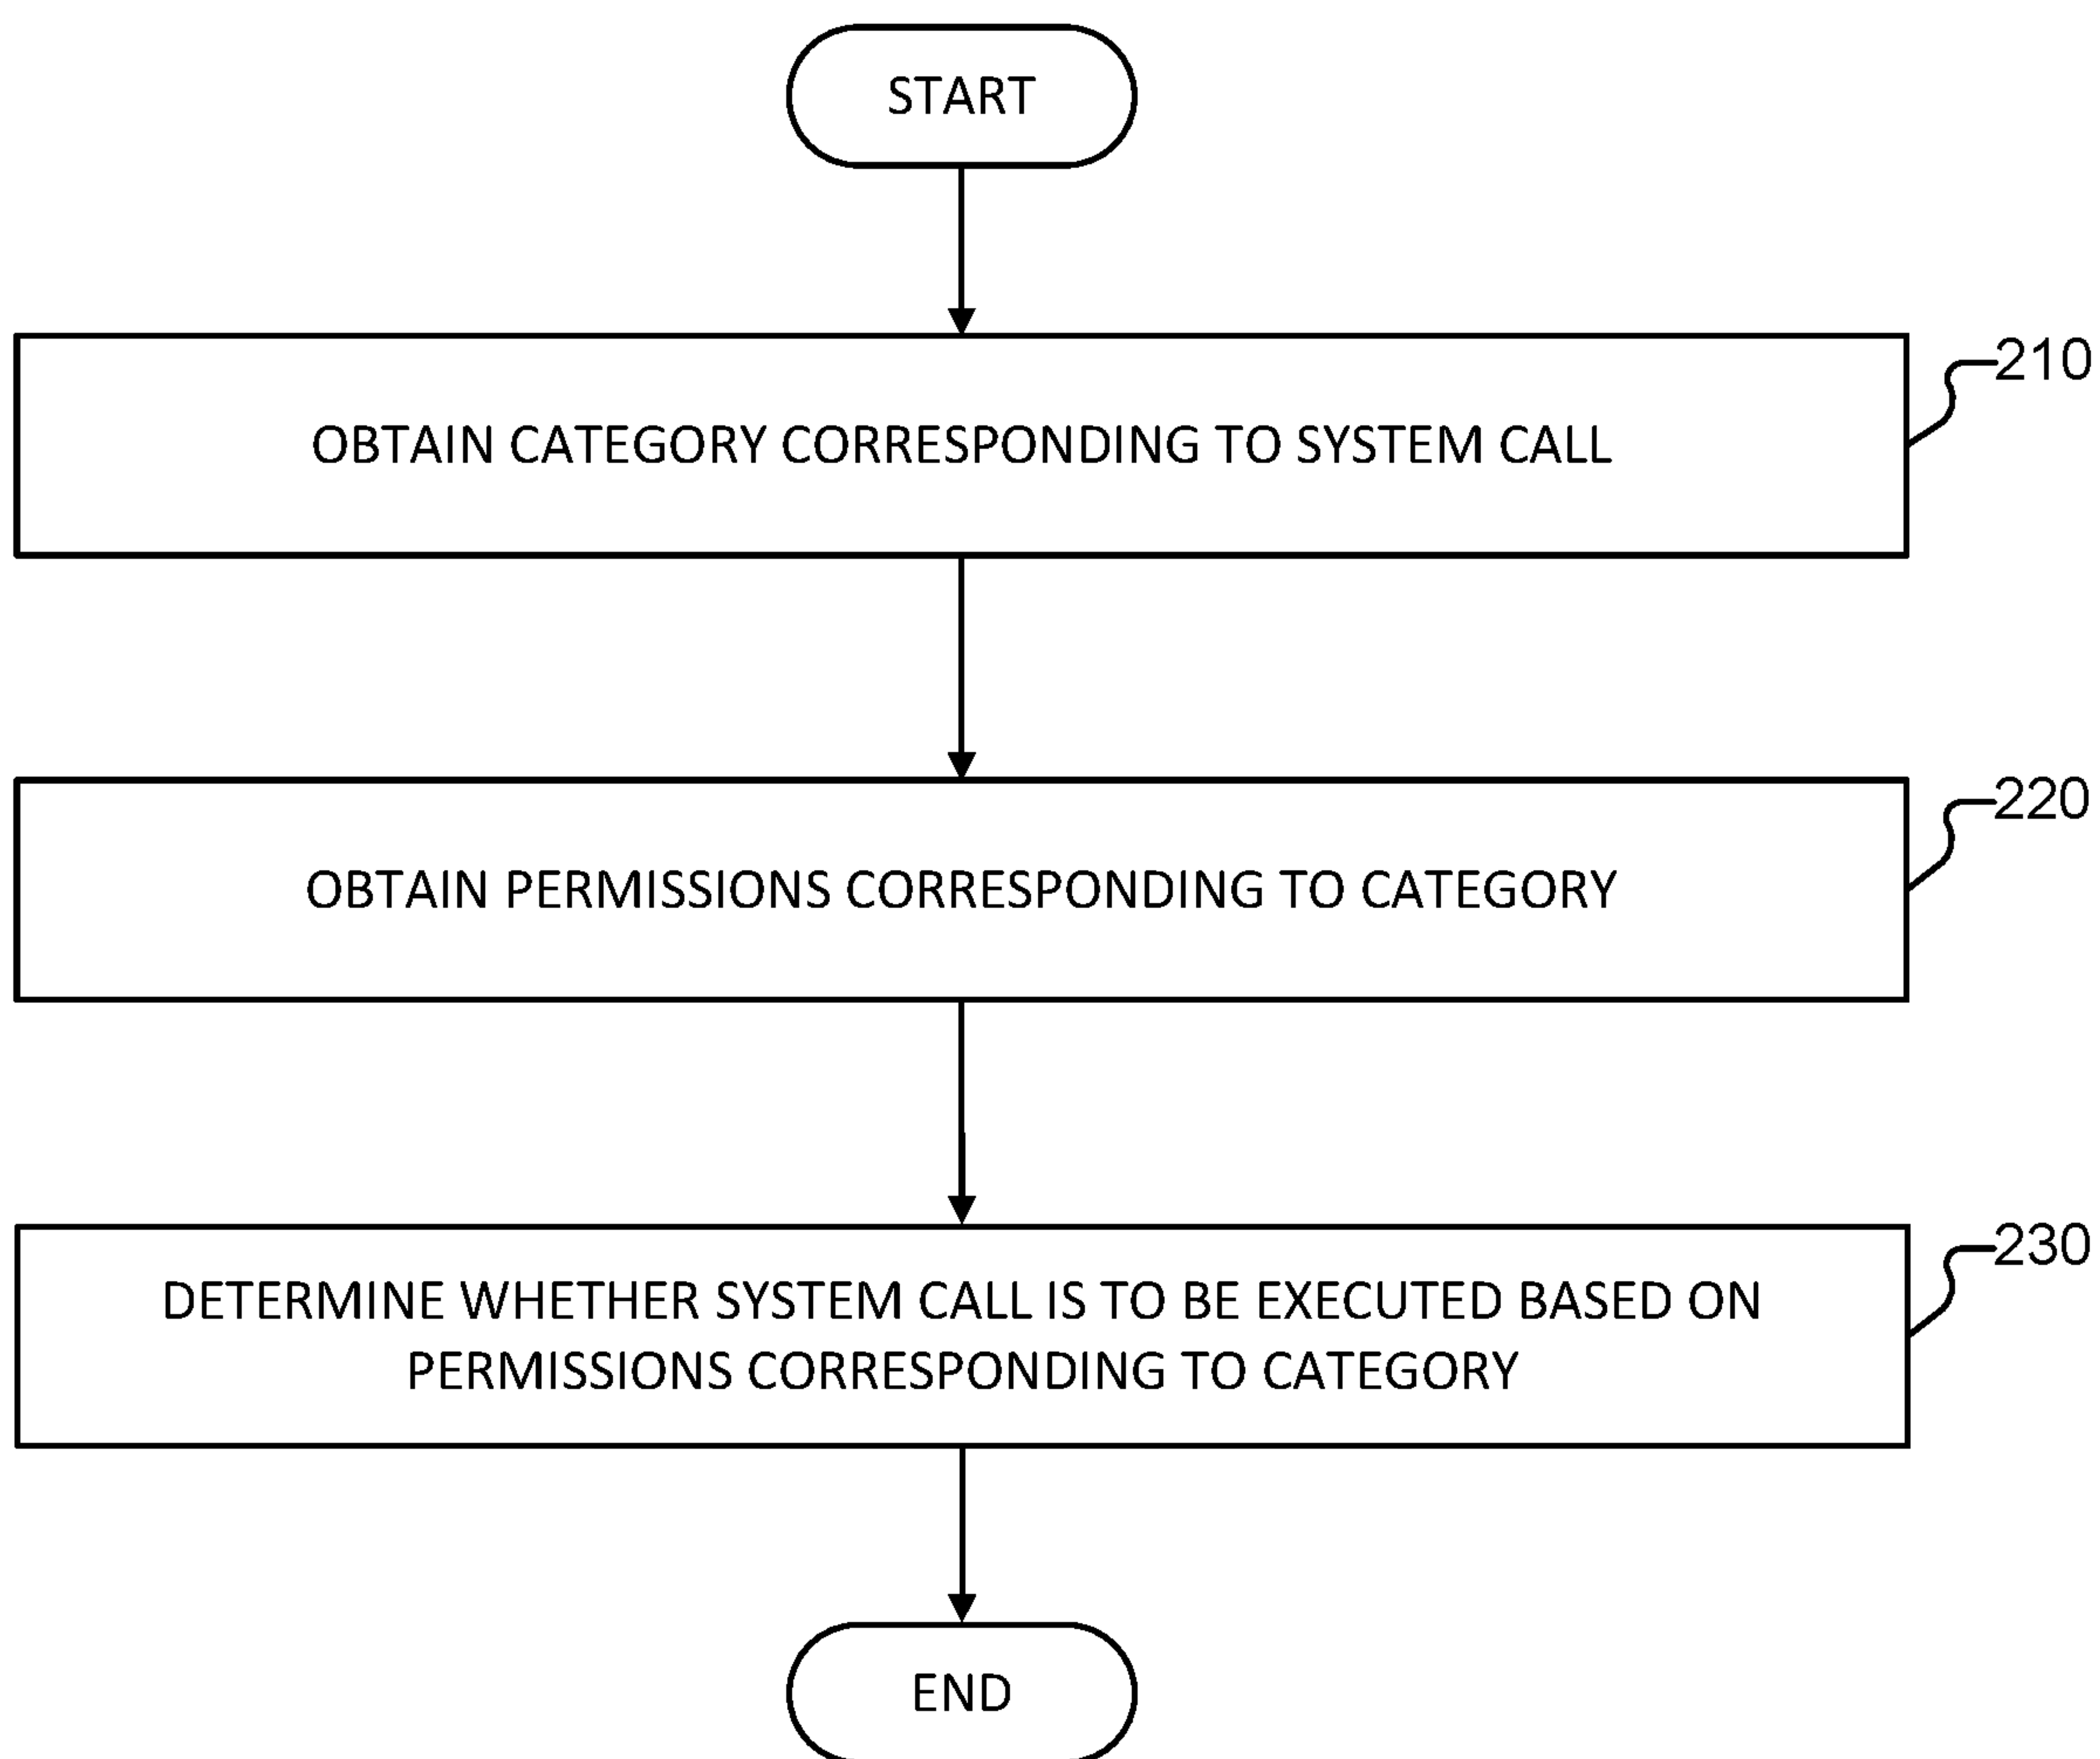 START
OBTAIN CATEGORY CORRESPONDING TO SYSTEM CALL
210
OBTAIN PERMISSIONS CORRESPONDING TO CATEGORY
220
DETERMINE WHETHER SYSTEM CALL IS TO BE EXECUTED BASED ON
PERMISSIONS CORRESPONDING TO CATEGORY
230
END